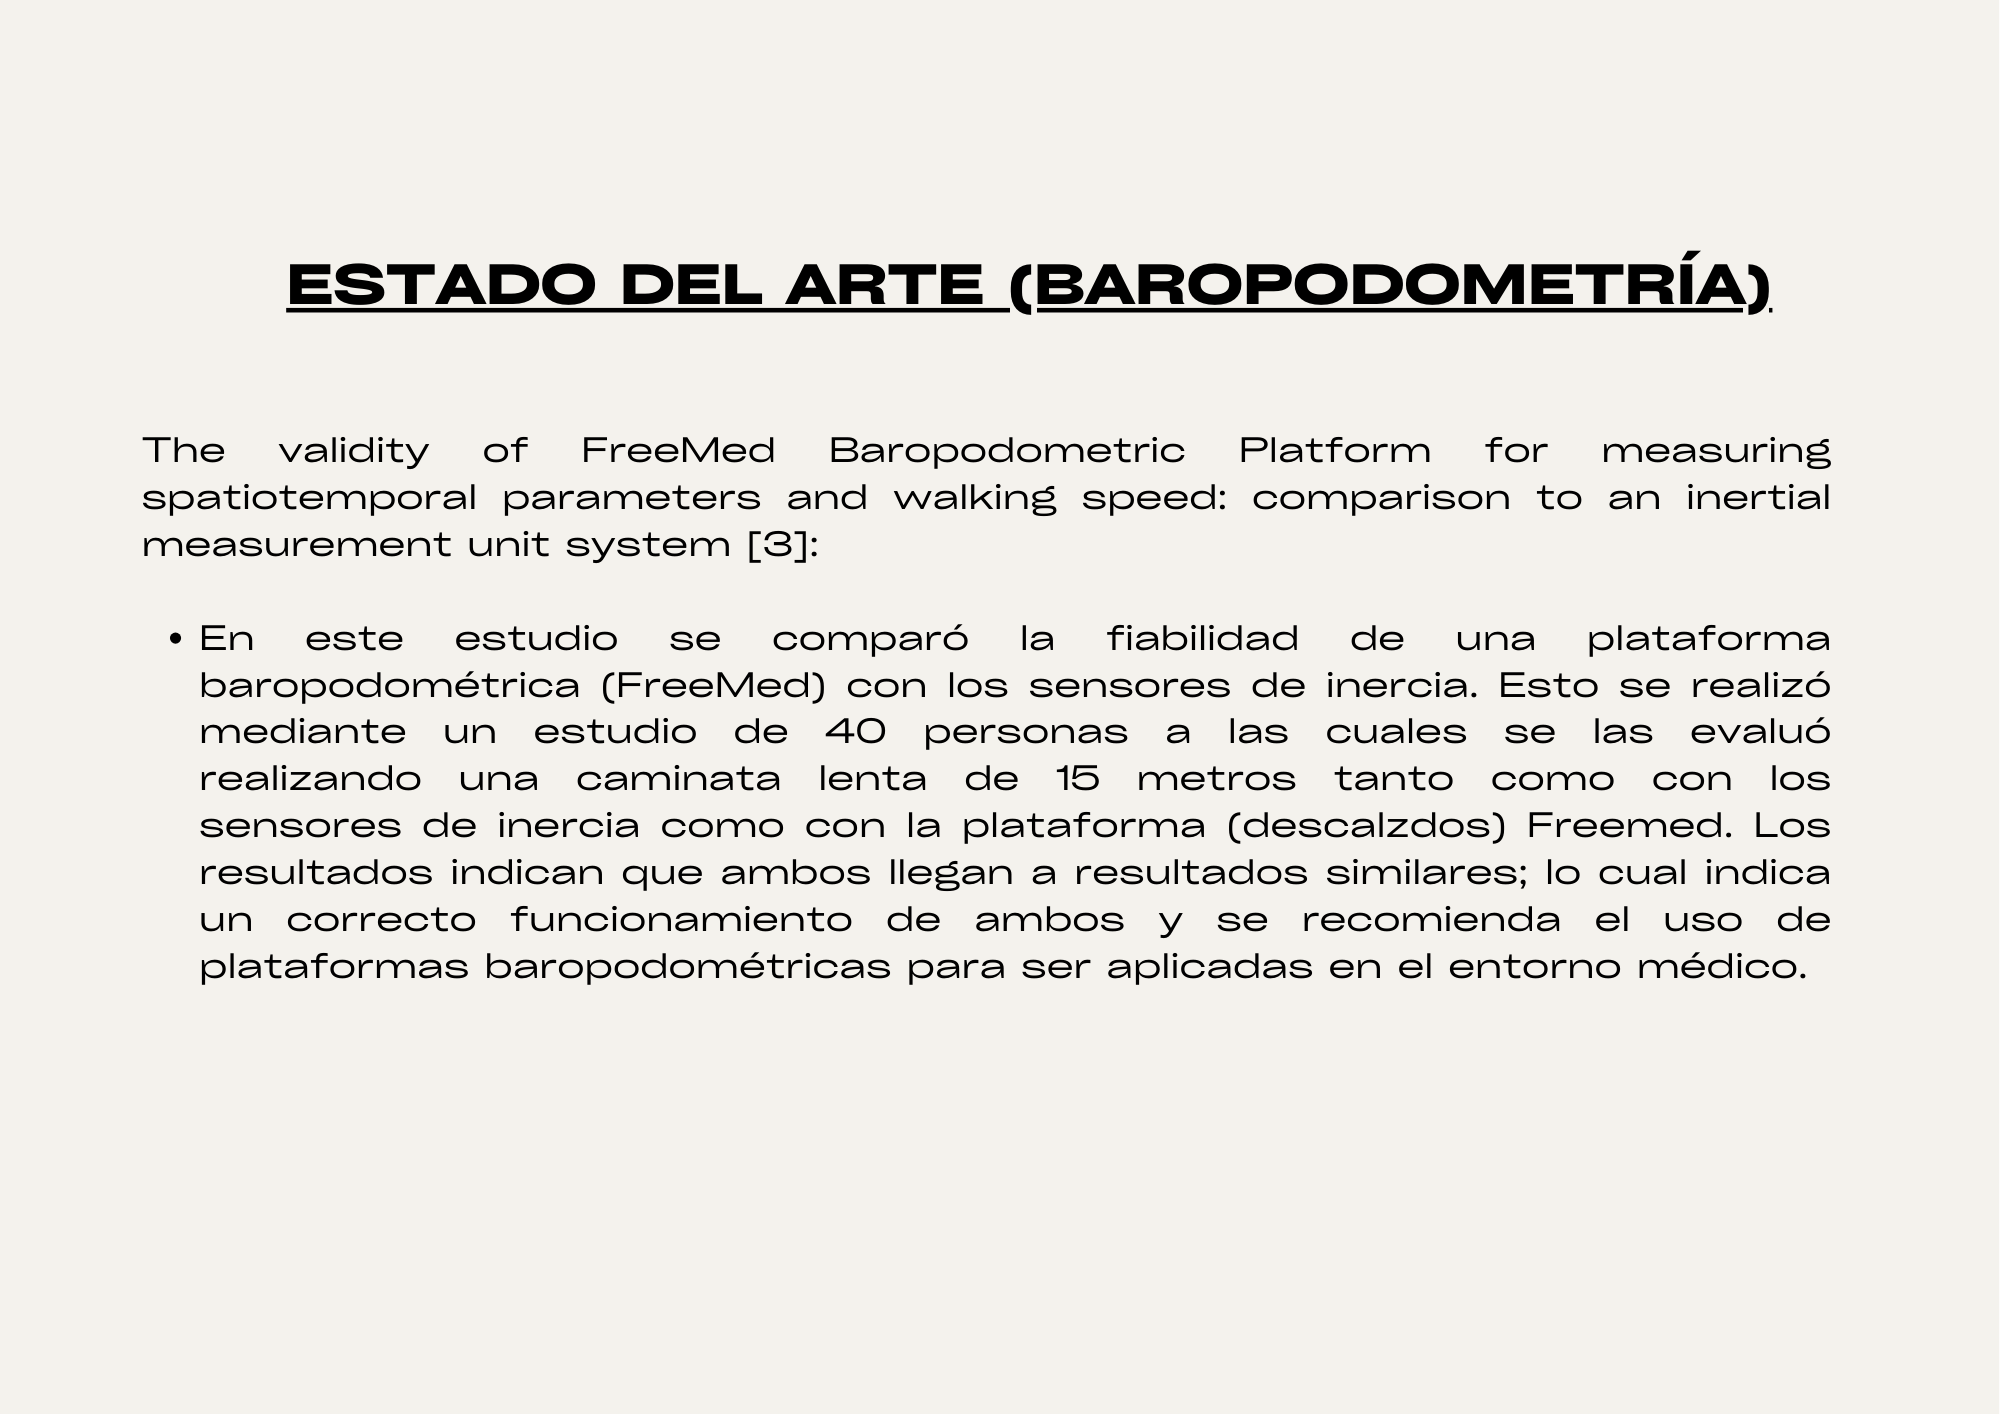 ESTADO DEL ARTE (BAROPODOMETRÍA)
The validity of FreeMed Baropodometric Platform for measuring
spatiotemporal parameters and walking speed: comparison to an inertial
measurement unit system [3]:
• En este estudio se comparó la fiabilidad de una plataforma
baropodométrica (FreeMed) con los sensores de inercia. Esto se realizó
mediante un estudio de 40 personas a las cuales se las evaluó
realizando una caminata lenta de 15 metros tanto como con los
sensores de inercia como con la plataforma (descalzdos) Freemed. Los
resultados indican que ambos llegan a resultados similares; lo cual indica
un correcto funcionamiento de ambos y se recomienda el uso de
plataformas baropodométricas para ser aplicadas en el entorno médico.